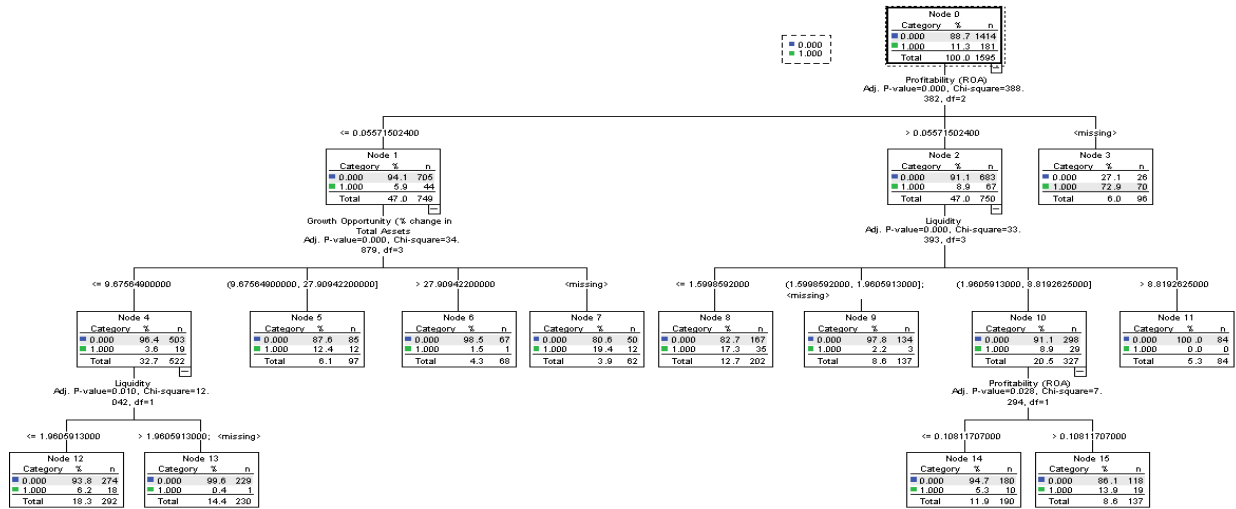 Node 0
Category % n
0.000 88.7 1414
1.000 11.3 181
Total 100.0 1595
0.000
1.000
Profitability (ROA)
Adj. P-value=0.000, Chi-square=388.
382, df=2
<= 0.05571502400
> 0.05571502400
<missing>
Node 1
Category % n
0.000 94.1 705
1.000 5.9 44
Total 47.0 749
Node 2
Category % n
0.000 91.1 683
1.000 8.9 67
Total 47.0 750
Node 3
Category % n
0.000 27.1 26
1.000 72.9 70
Total 6.0 96
Growth Opportunity (% change in
Total Assets
Adj. P-value=0.000, Chi-square=34.
879, df=3
Liquidity
Adj. P-value=0.000, Chi-square=33.
393, df=3
<= 9.67564900000
(9.67564900000, 27.90942200000]
> 27.90942200000
<missing>
<= 1.5998592000
(1.5998592000, 1.9605913000];
<missing>
(1.9605913000, 8.8192625000]
> 8.8192625000
Node 4
Category % n
0.000 96.4 503
1.000 3.6 19
Total 32.7 522
Node 5
Category % n
0.000 87.6 85
1.000 12.4 12
Total 6.1 97
Node 6
Category % n
0.000 98.5 67
1.000 1.5 1
Total 4.3 68
Node 7
Category % n
0.000 80.6 50
1.000 19.4 12
Total 3.9 62
Node 8
Category % n
0.000 82.7 167
1.000 17.3 35
Total 12.7 202
Node 9
Category % n
0.000 97.8 134
1.000 2.2 3
Total 8.6 137
Node 10
Category % n
0.000 91.1 298
1.000 8.9 29
Total 20.5 327
Node 11
Category % n
0.000 100.0 84
1.000 0.0 0
Total 5.3 84
Liquidity
Adj. P-value=0.010, Chi-square=12.
042, df=1
Profitability (ROA)
Adj. P-value=0.028, Chi-square=7.
294, df=1
<= 1.9605913000
> 1.9605913000; <missing>
<= 0.10811707000
> 0.10811707000
Node 12
Category % n
0.000 93.8 274
1.000 6.2 18
Total 18.3 292
Node 13
Category % n
0.000 99.6 229
1.000 0.4 1
Total 14.4 230
Node 14
Category % n
0.000 94.7 180
1.000 5.3 10
Total 11.9 190
Node 15
Category % n
0.000 86.1 118
1.000 13.9 19
Total 8.6 137